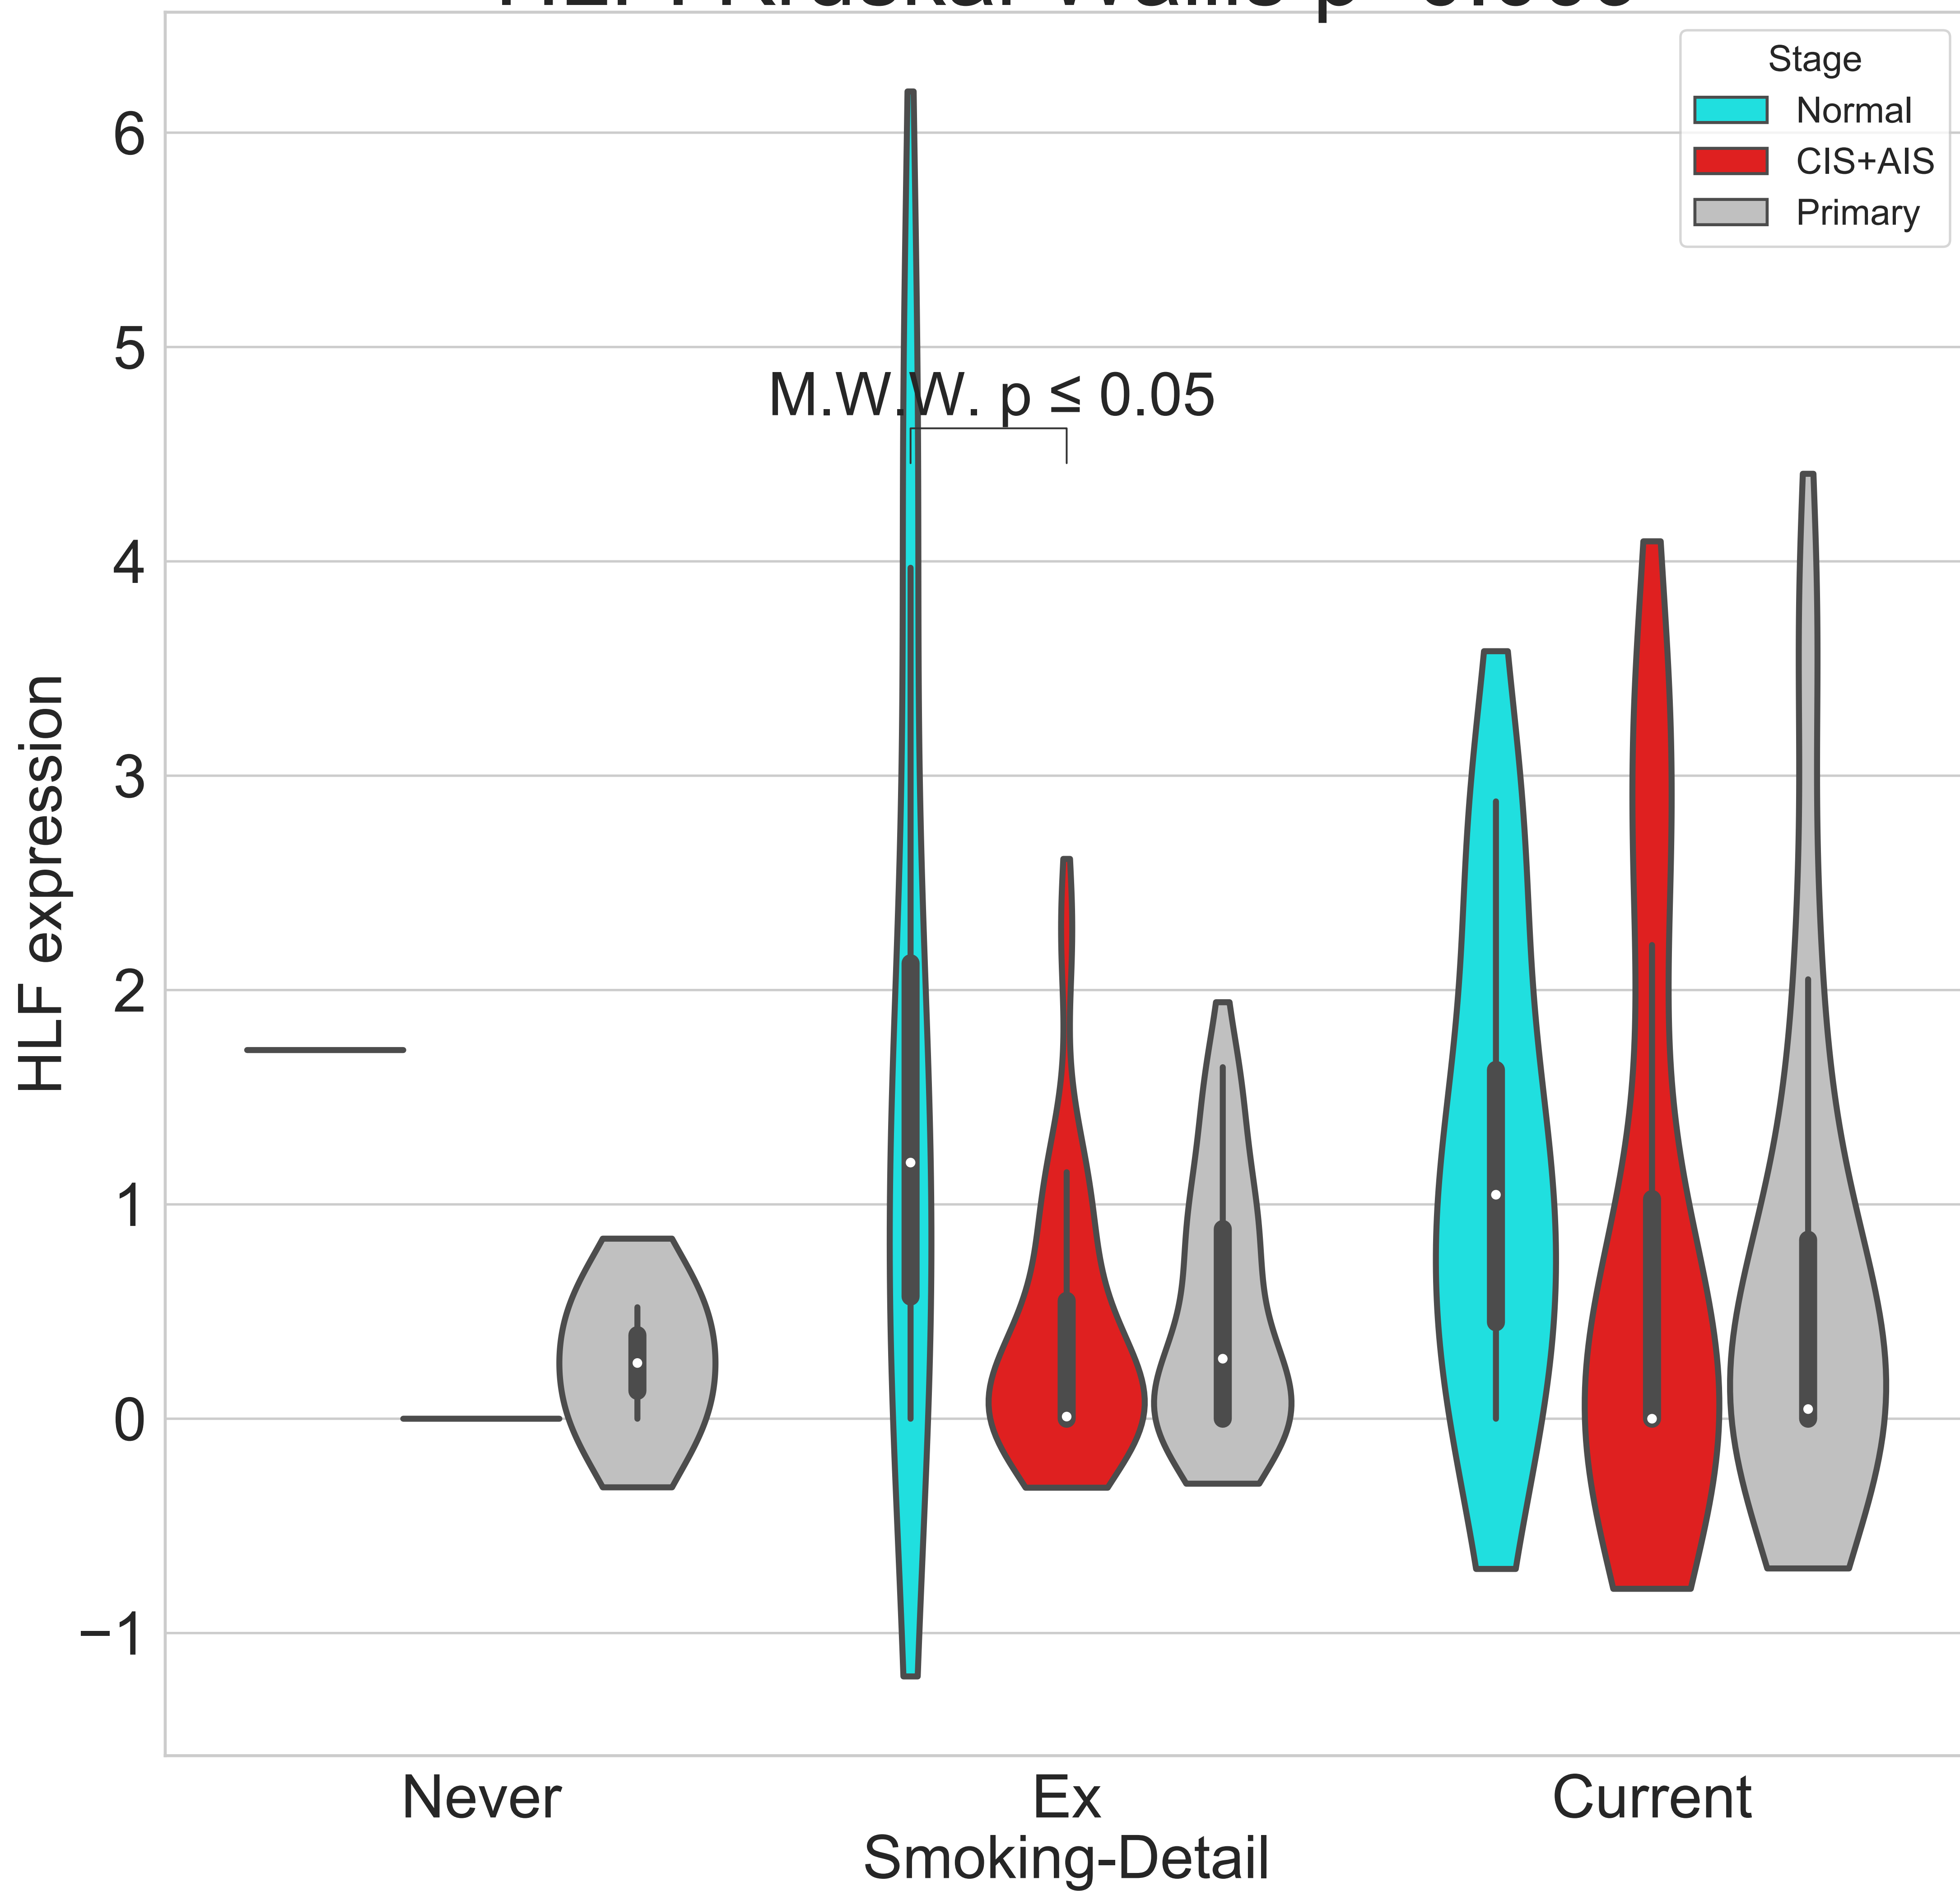 Stage
Normal
CIS+AIS
Primary
6
5
4
3
2
1
0
−1
M.W.W. p ≤ 0.05
HLF expression
Never
Ex
Current
Smoking-Detail